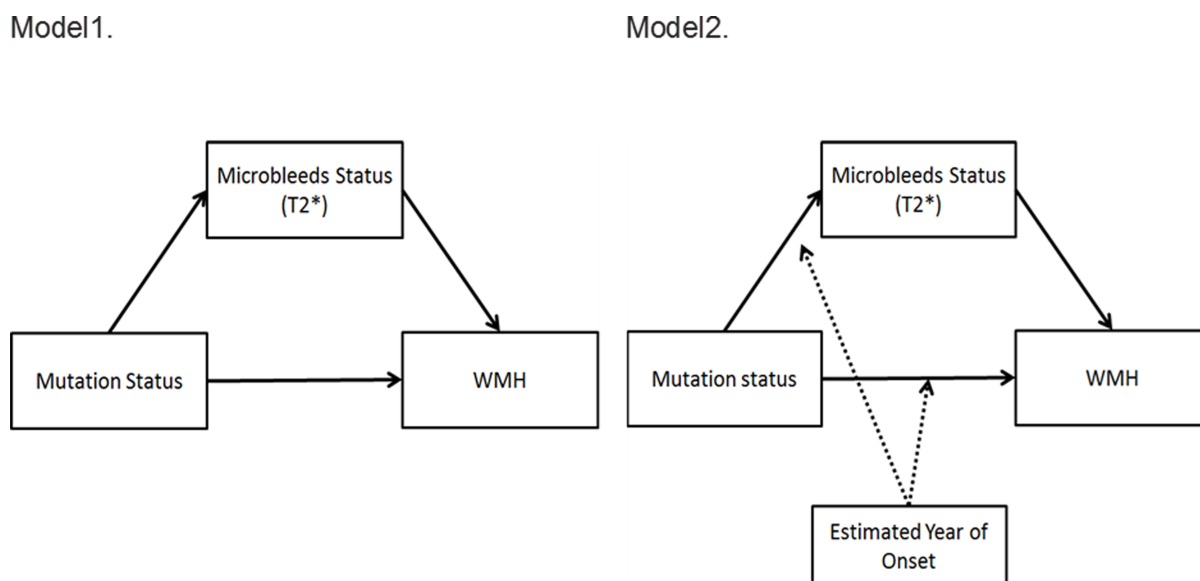 Model1.
Microbleeds Status
(T2*)
Mutation Status
WMH
Model2.
Microbleeds Status
(T2*)
Mutation status
WMH
Estimated Year of
Onset